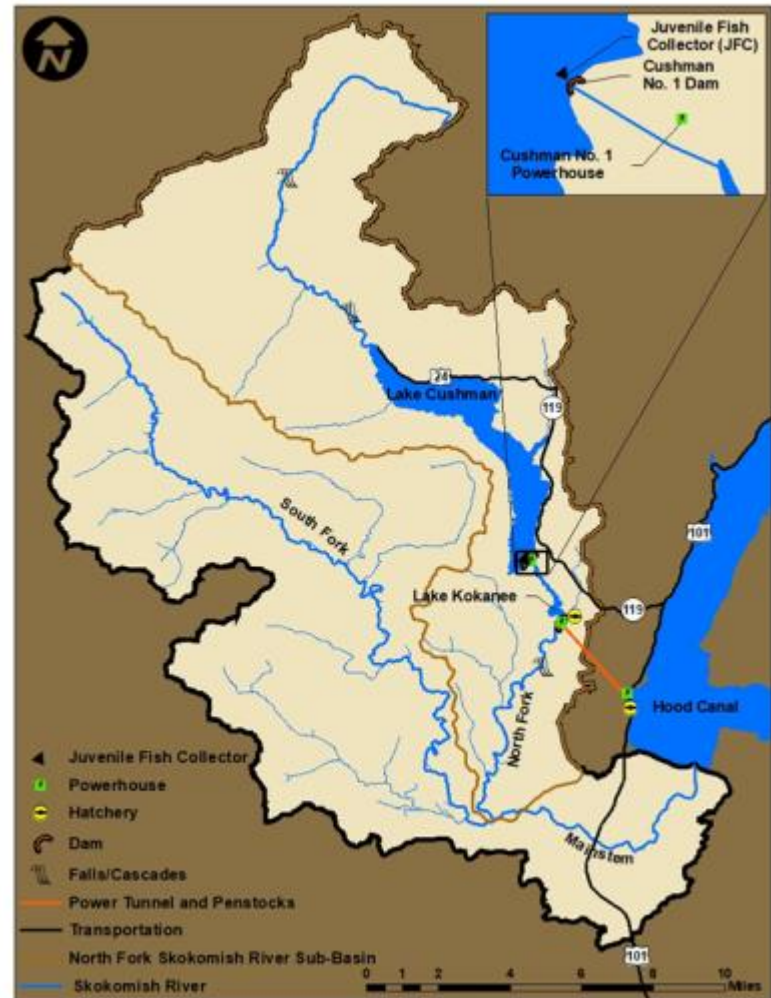 N
Juvenile Fish
Collector (JFC)
Cushman
No. 1 Dam
Cushman No. 1
Powerhouse
24
Lake Cushman
119
South Fork
101
Lake Kokanee
119
North Fork
Hood Canal
Mainstem
101
Juvenile Fish Collector
Powerhouse
Hatchery
Dam
Falls/Cascades
Power Tunnel and Penstocks
Transportation
North Fork Skokomish River Sub-Basin
Skokomish River
0 1 2 4 6 8 10
Miles